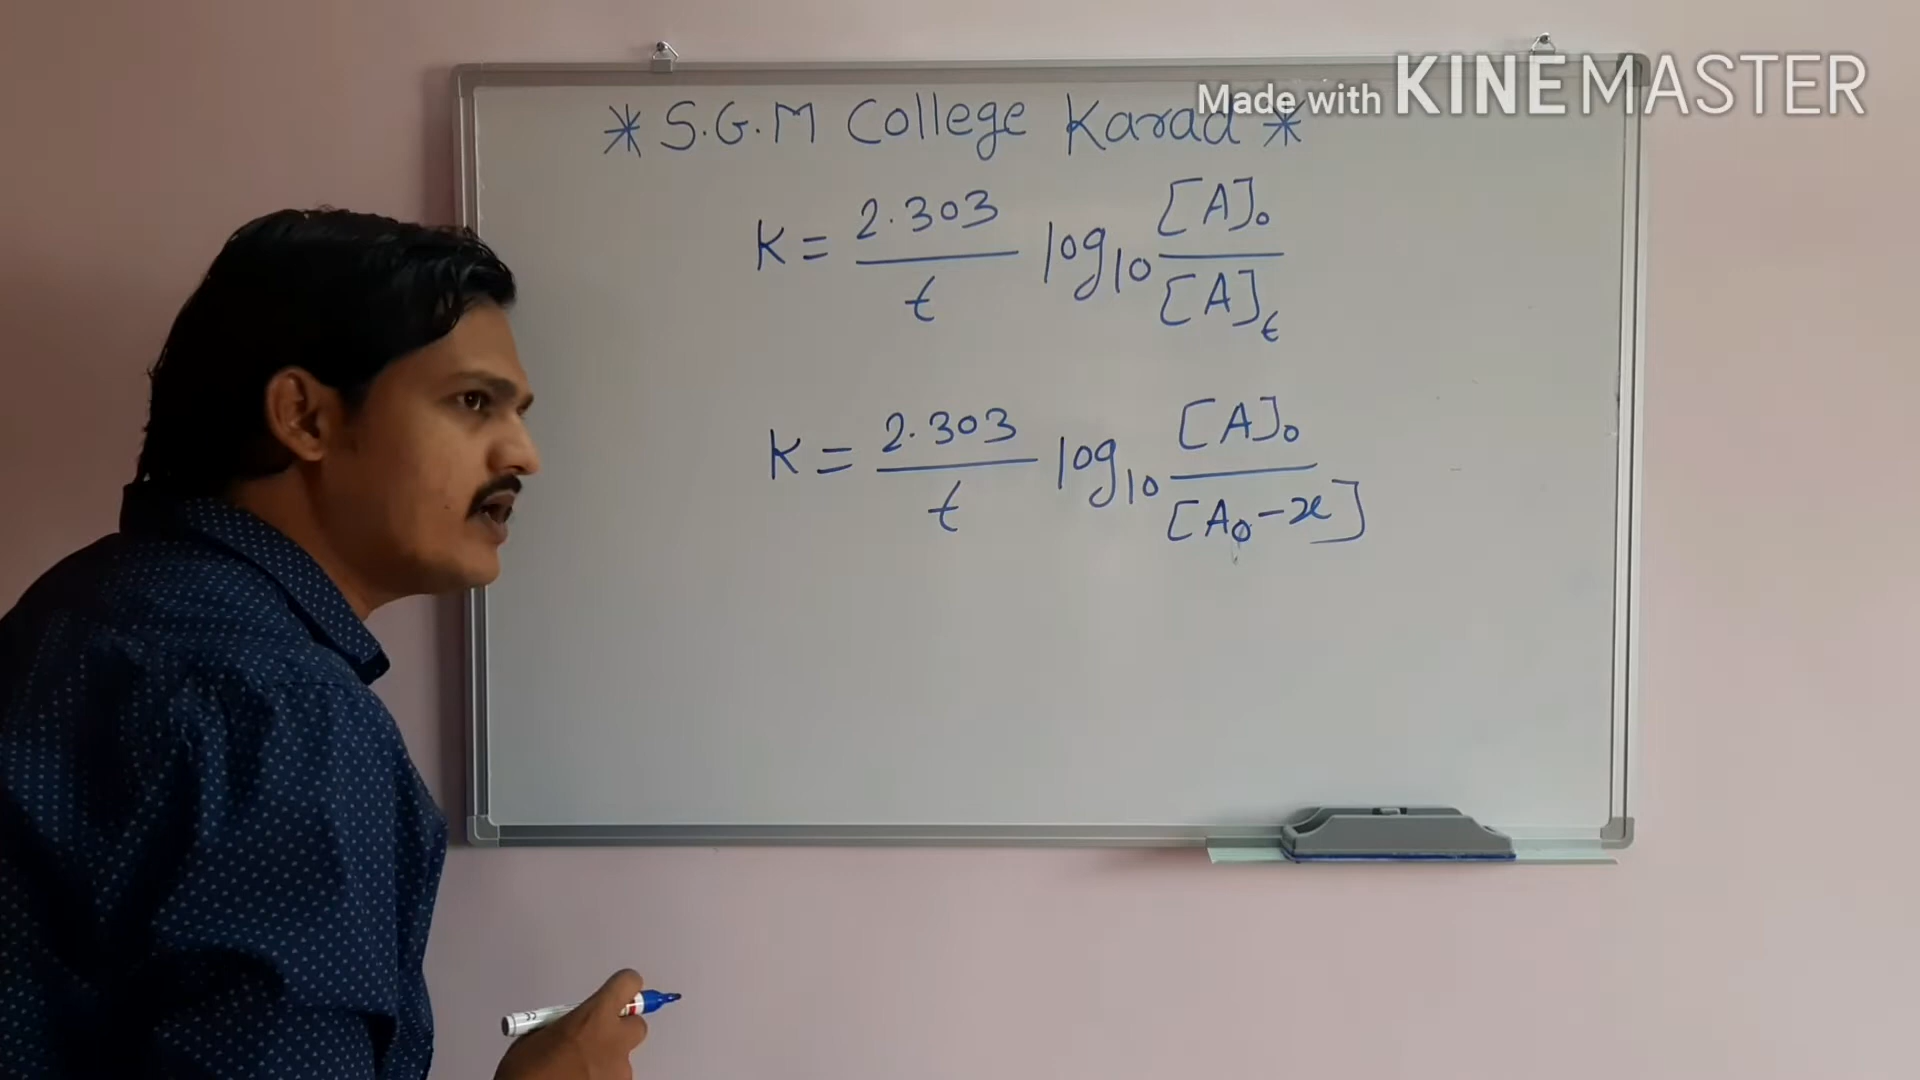 Made with KINEMASTER
* S.G.M College Karad *
K = 2.303 / t log₁₀ [A]₀ / [A]t
K = 2.303 / t log₁₀ [A]₀ / [A₀ - x]